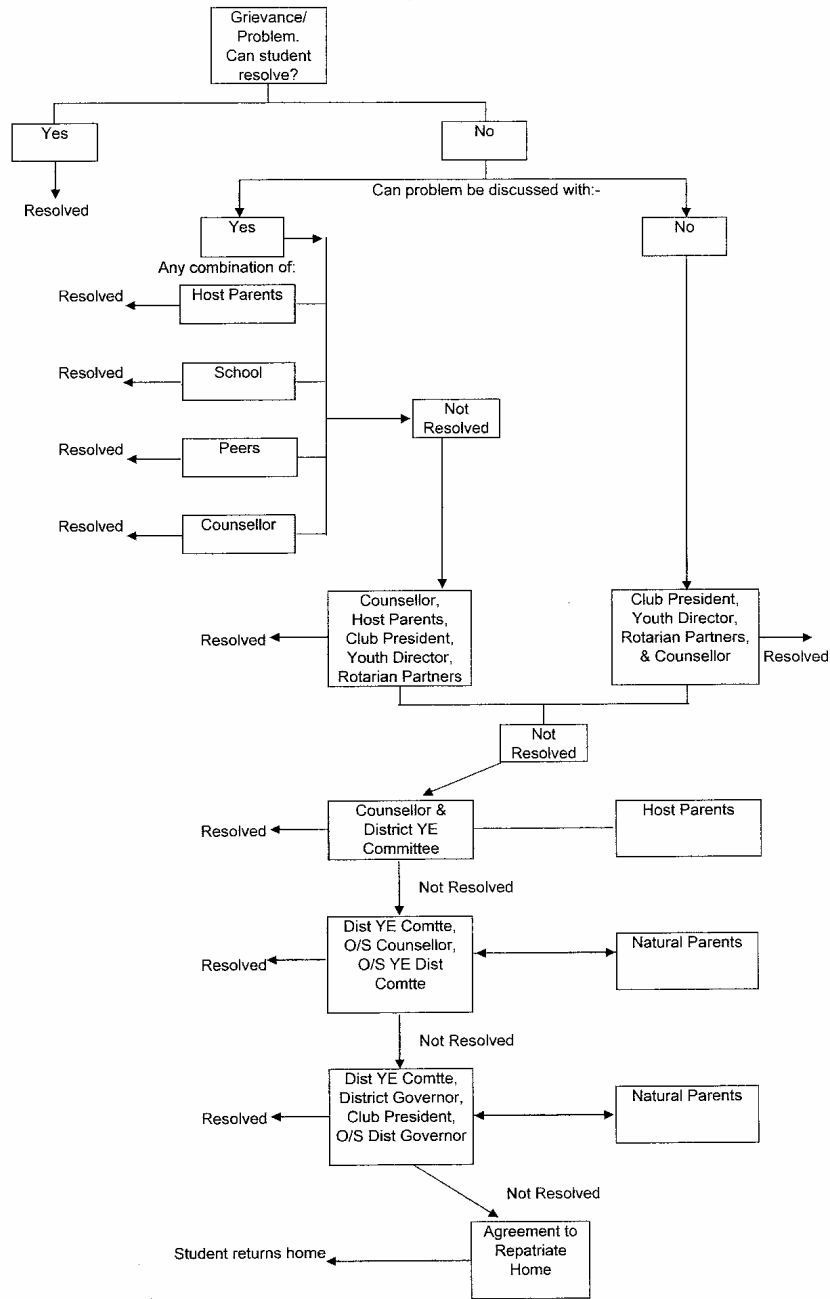 Grievance/
Problem.
Can student
resolve?
Yes
No
Resolved
Can problem be discussed with:-
Yes
No
Any combination of:
Resolved
Host Parents
Resolved
School
Not
Resolved
Resolved
Peers
Resolved
Counsellor
Resolved
Counsellor,
Host Parents,
Club President,
Youth Director,
Rotarian Partners
Club President,
Youth Director,
Rotarian Partners,
& Counsellor
Resolved
Not
Resolved
Resolved
Counsellor &
District YE
Committee
Host Parents
Not Resolved
Resolved
Dist YE Comtte,
O/S Counsellor,
O/S YE Dist
Comtte
Natural Parents
Not Resolved
Resolved
Dist YE Comtte,
District Governor,
Club President,
O/S Dist Governor
Natural Parents
Not Resolved
Student returns home
Agreement to
Repatriate
Home